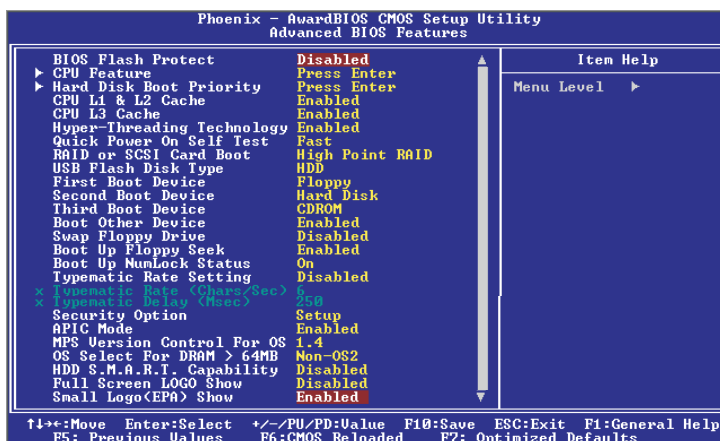 Phoenix - AwardBIOS CMOS Setup Utility
Advanced BIOS Features
BIOS Flash Protect Disabled
CPU Feature Press Enter
Hard Disk Boot Priority Press Enter
CPU L1 & L2 Cache Enabled
CPU L3 Cache Enabled
Hyper-Threading Technology Enabled
Quick Power On Self Test Fast
RAID or SCSI Card Boot High Point RAID
USB Flash Disk Type HDD
First Boot Device Floppy
Second Boot Device Hard Disk
Third Boot Device CDROM
Boot Other Device Enabled
Swap Floppy Drive Disabled
Boot Up Floppy Seek Enabled
Boot Up NumLock Status On
Typematic Rate Setting Disabled
x Typematic Rate (Chars/Sec) 6
x Typematic Delay (Msec) 250
Security Option Setup
APIC Mode Enabled
MPS Version Control For OS 1.4
OS Select For DRAM > 64MB Non-OS2
HDD S.M.A.R.T. Capability Disabled
Full Screen LOGO Show Disabled
Small Logo(EPA) Show Enabled
Item Help
Menu Level
↑↓→←:Move Enter:Select +/-/PU/PD:Value F10:Save ESC:Exit F1:General Help
F5: Previous Values F6:CMOS Reloaded F7: Optimized Defaults